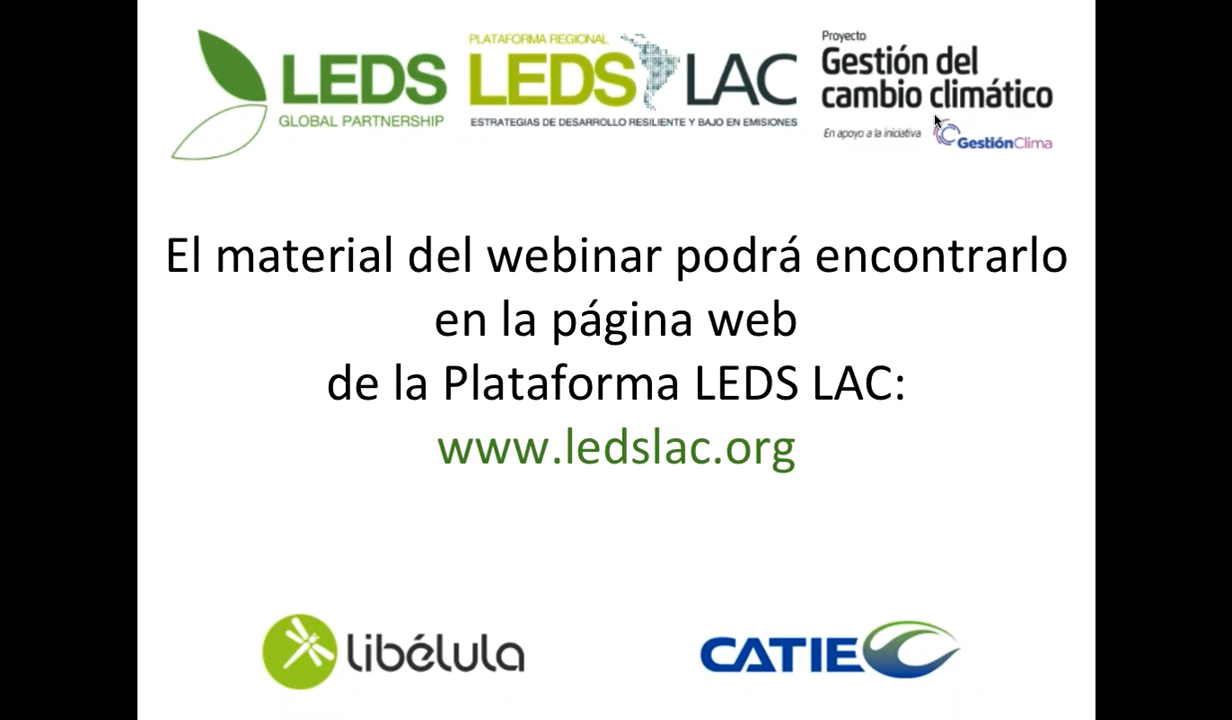 LEDS
GLOBAL PARTNERSHIP
PLATAFORMA REGIONAL
LEDS LAC
ESTRATEGIAS DE DESARROLLO RESILIENTE Y BAJO EN EMISIONES
Proyecto
Gestión del
cambio climático
En apoyo a la iniciativa
GestiónClima
El material del webinar podrá encontrarlo
en la página web
de la Plataforma LEDS LAC:
www.ledslac.org
libélula
CATIE